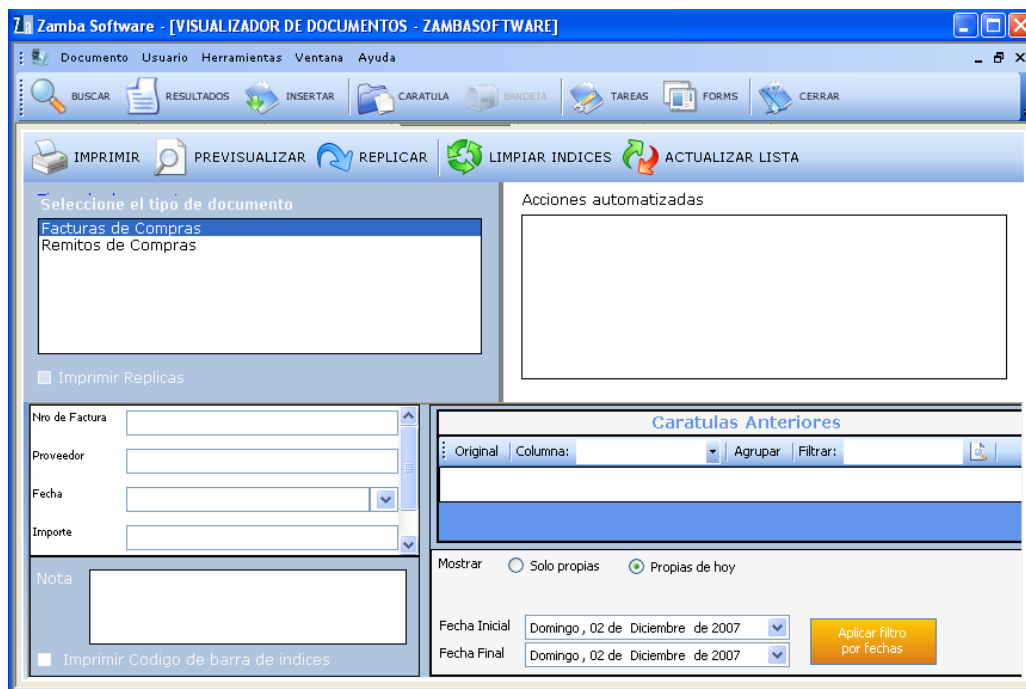 Zamba Software - [VISUALIZADOR DE DOCUMENTOS - ZAMBASOFTWARE]
Documento Usuario Herramientas Ventana Ayuda
BUSCAR RESULTADOS INSERTAR CARATULA BANDEJA TAREAS FORMS CERRAR
IMPRIMIR PREVISUALIZAR REPLICAR LIMPIAR INDICES ACTUALIZAR LISTA
Seleccione el tipo de documento
Facturas de Compras
Remitos de Compras
Imprimir Replicas
Acciones automatizadas
Nro de Factura
Proveedor
Fecha
Importe
Nota
Imprimir Codigo de barra de indices
Caratulas Anteriores
Original Columna: Agrupar Filtrar:
Mostrar Solo propias Propias de hoy
Fecha Inicial Domingo , 02 de Diciembre de 2007
Fecha Final Domingo , 02 de Diciembre de 2007
Aplicar filtro
por fechas